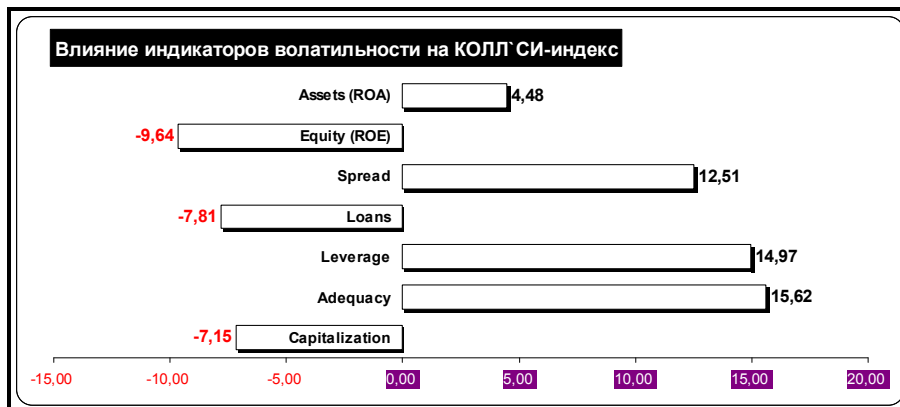 Влияние индикаторов волатильности на КОЛЛ`СИ-индекс
Assets (ROA) 4,48
-9,64 Equity (ROE)
Spread 12,51
-7,81 Loans
Leverage 14,97
Adequacy 15,62
-7,15 Capitalization
-15,00 -10,00 -5,00 0,00 5,00 10,00 15,00 20,00